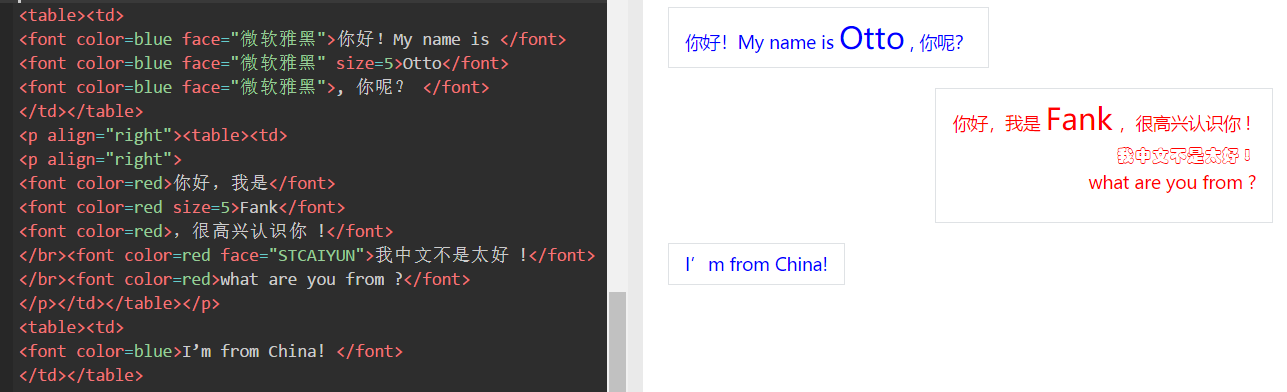 <table><td>
<font color=blue face="微软雅黑">你好！My name is </font>
<font color=blue face="微软雅黑" size=5>Otto</font>
<font color=blue face="微软雅黑">, 你呢？ </font>
</td></table>
<p align="right"><table><td>
<p align="right">
<font color=red>你好，我是</font>
<font color=red size=5>Fank</font>
<font color=red>，很高兴认识你 !</font>
</br><font color=red face="STCAIYUN">我中文不是太好 !</font>
</br><font color=red>what are you from ?</font>
</p></td></table></p>
<table><td>
<font color=blue>I’m from China! </font>
</td></table>
你好！My name is Otto , 你呢？
你好，我是 Fank ，很高兴认识你 !
我中文不是太好 !
what are you from ?
I’m from China!